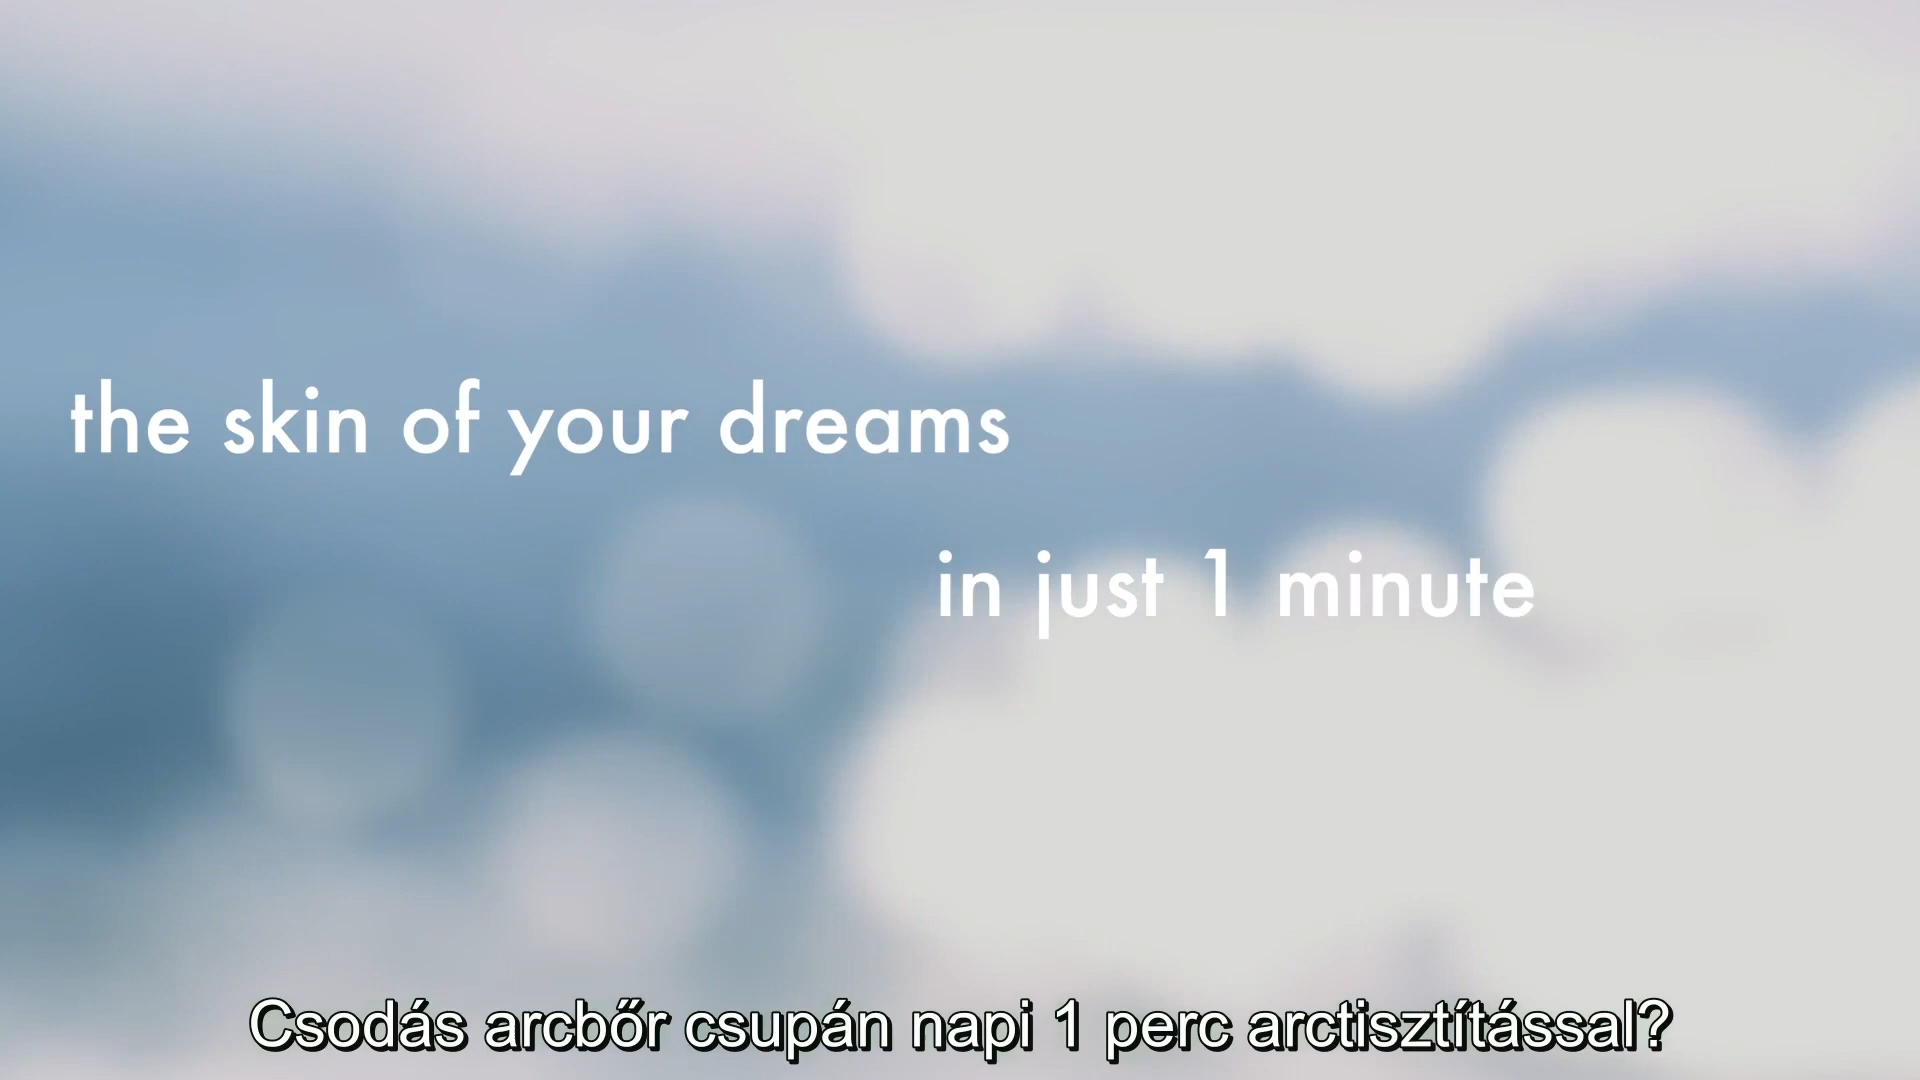 the skin of your dreams
in just 1 minute
Csodás arcbőr csupán napi 1 perc arctisztítással?